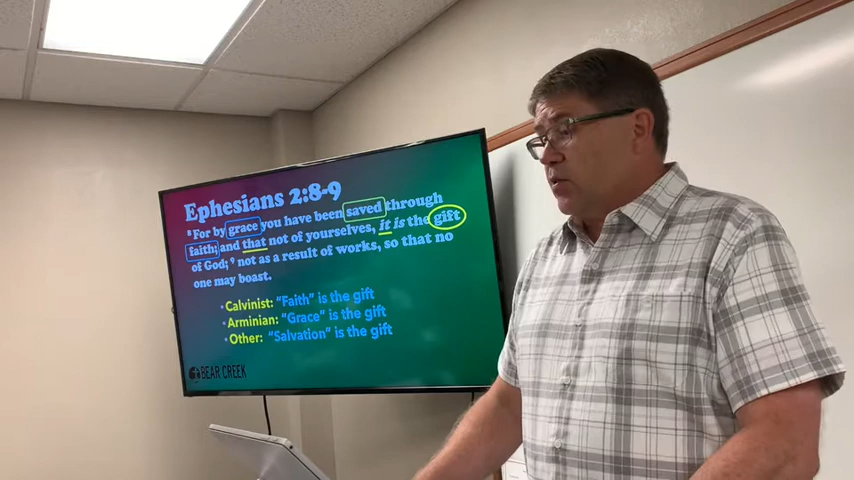 Ephesians 2:8-9
⁸For by grace you have been saved through
faith; and that not of yourselves, it is the gift
of God; ⁹ not as a result of works, so that no
one may boast.
• Calvinist: "Faith" is the gift
• Arminian: "Grace" is the gift
• Other: "Salvation" is the gift
BEAR CREEK